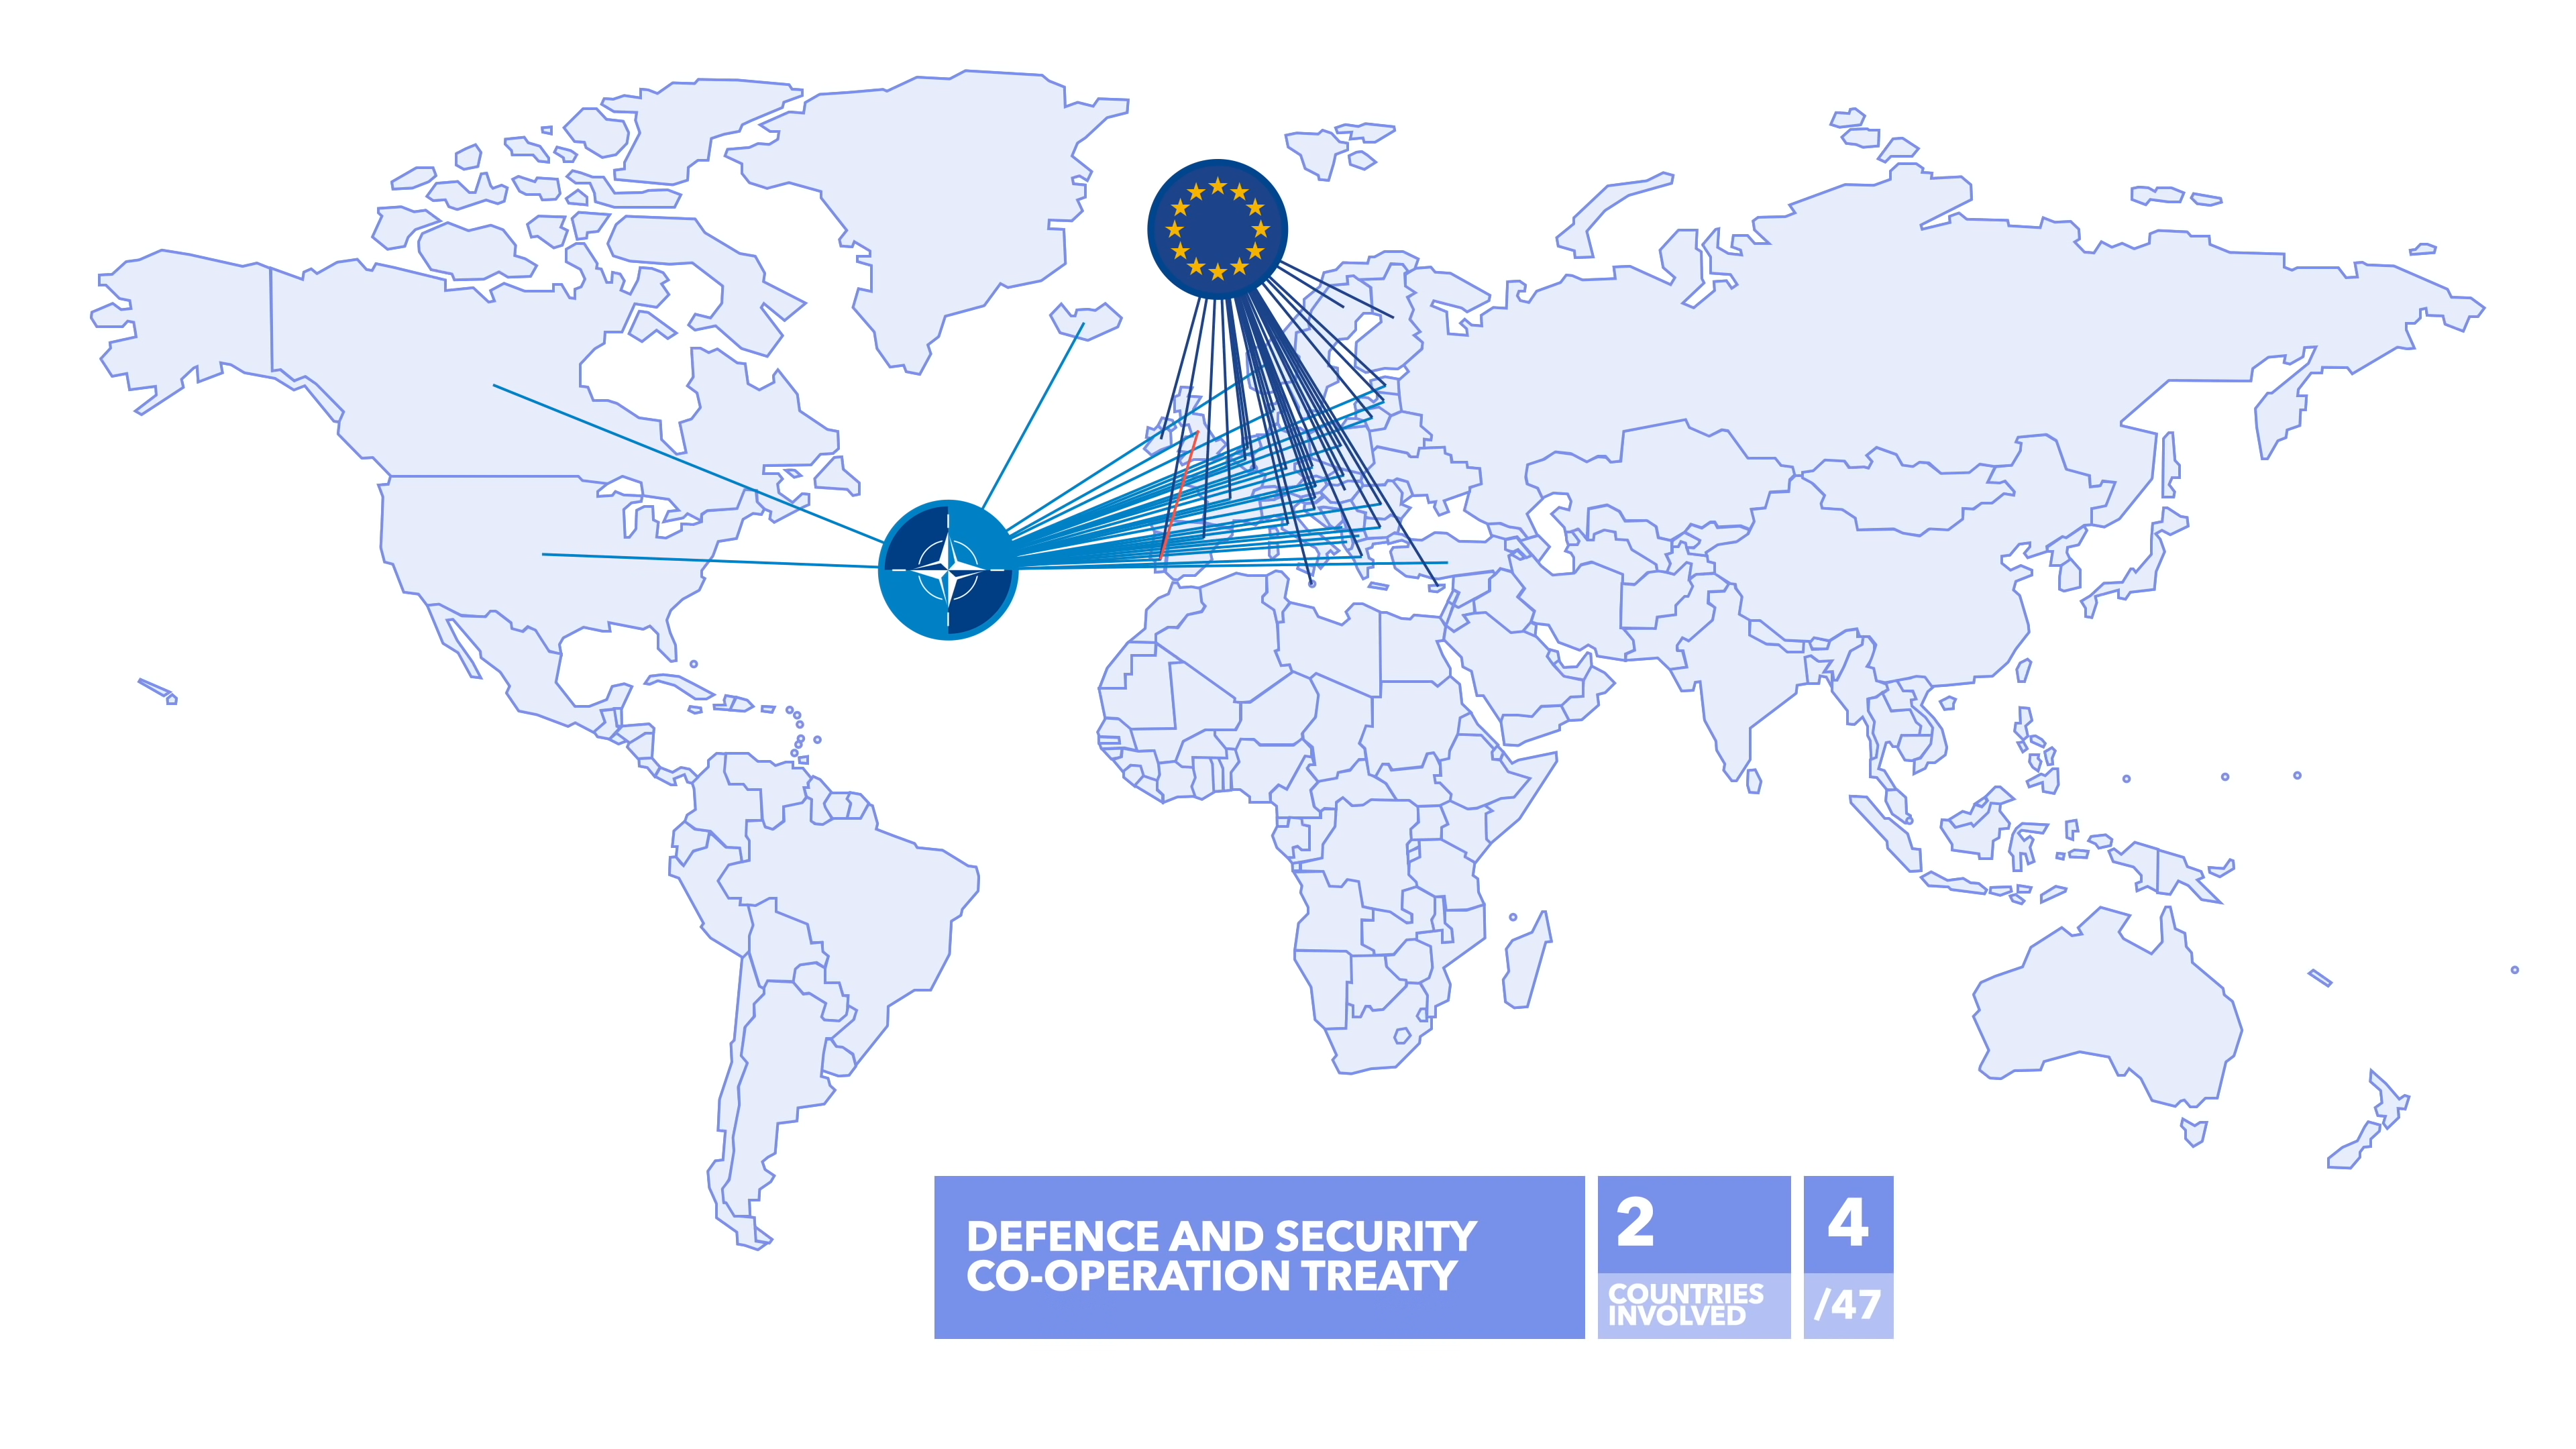 DEFENCE AND SECURITY
CO-OPERATION TREATY
2
COUNTRIES
INVOLVED
4
/47